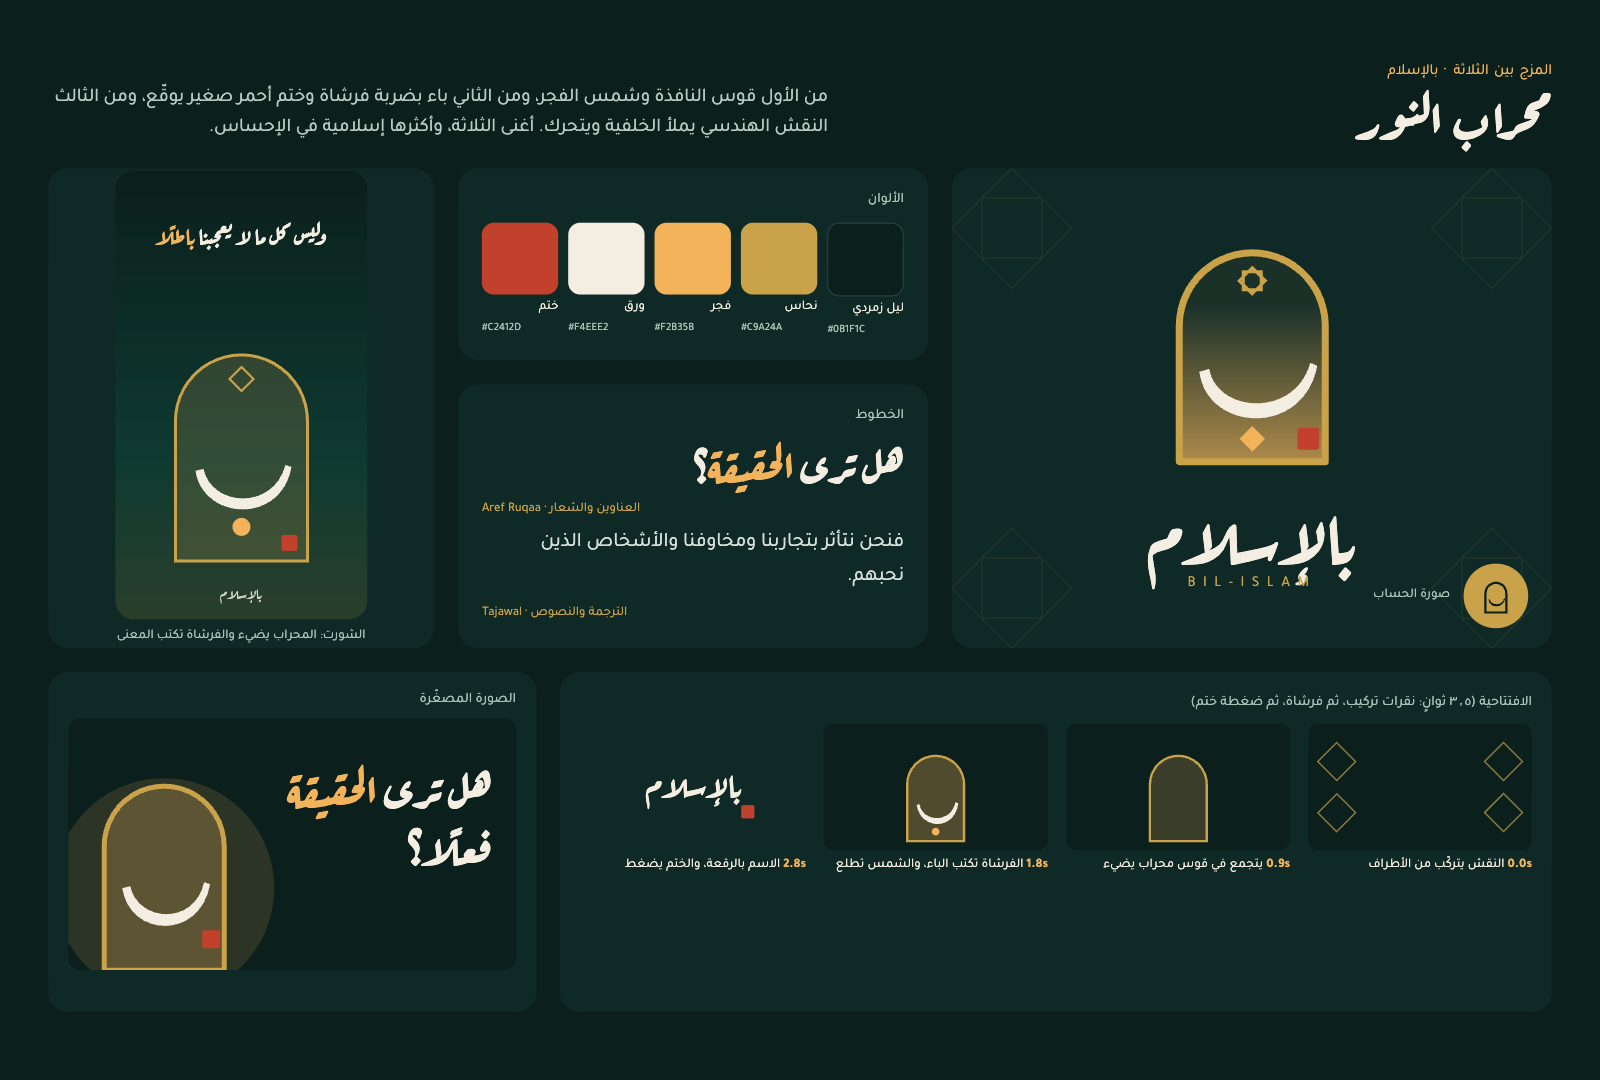 المزج بين الثلاثة · بالإسلام
محراب النور
من الأول قوس النافذة وشمس الفجر، ومن الثاني باء بضربة فرشاة وختم أحمر صغير يوقّع، ومن الثالث
النقش الهندسي يملأ الخلفية ويتحرك. أغنى الثلاثة، وأكثرها إسلامية في الإحساس.
بالإسلام
BIL-ISLAM
صورة الحساب
الألوان
ليل زمردي
#0B1F1C
نحاس
#C9A24A
فجر
#F2B35B
ورق
#F4EEE2
ختم
#C2412D
الخطوط
هل ترى الحقيقة؟
العناوين والشعار · Aref Ruqaa
فنحن نتأثر بتجاربنا ومخاوفنا والأشخاص الذين
نحبهم.
الترجمة والنصوص · Tajawal
وليس كل ما لا يعجبنا باطلًا
بالإسلام
الشورت: المحراب يضيء والفرشاة تكتب المعنى
الافتتاحية (٣٫٥ ثوانٍ: نقرات تركيب، ثم فرشاة، ثم ضغطة ختم)
0.0s النقش يتركّب من الأطراف
0.9s يتجمع في قوس محراب يضيء
1.8s الفرشاة تكتب الباء، والشمس تطلع
بالإسلام
2.8s الاسم بالرقعة، والختم يضغط
الصورة المصغّرة
هل ترى الحقيقة
فعلًا؟